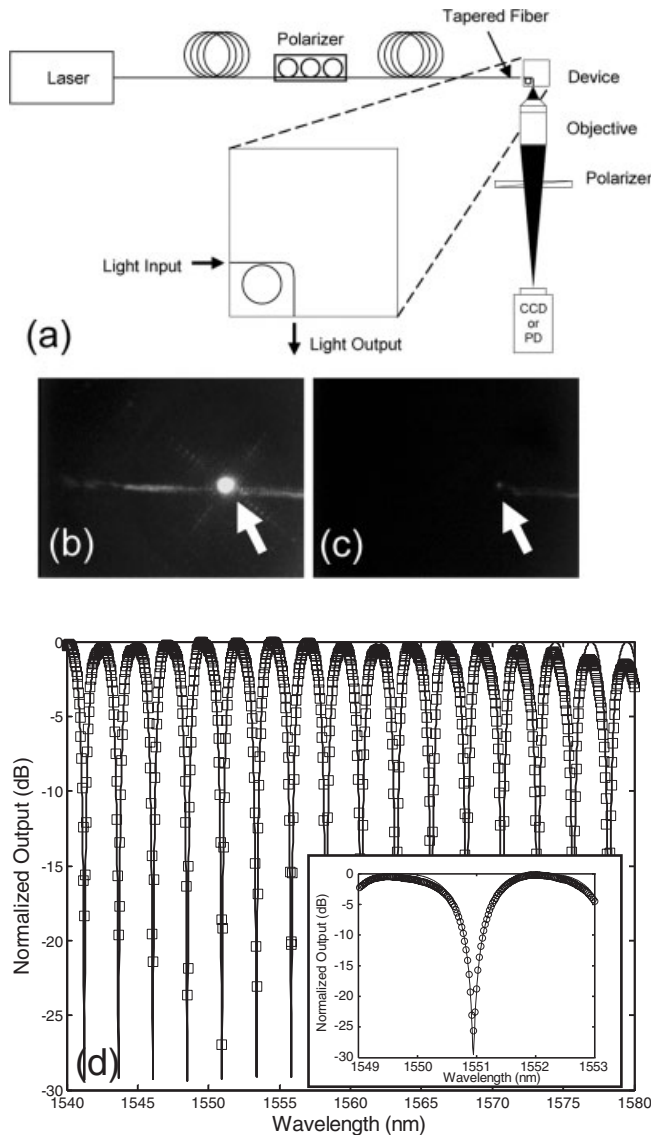 Tapered Fiber
Polarizer
Laser
Device
Objective
Polarizer
Light Input
CCD
or
PD
Light Output
(a)
(b)
(c)
0
-5
-10
-15
-20
-25
-30
Normalized Output (dB)
(d)
1540
1545
1550
1555
1560
1565
1570
1575
1580
Wavelength (nm)
0
-5
-10
-15
-20
-25
-30
Normalized Output (dB)
1549
1550
1551
1552
1553
Wavelength (nm)